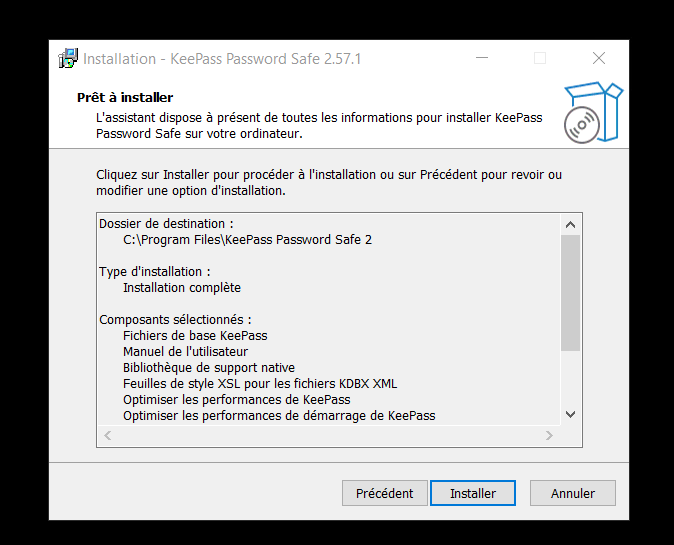 Installation - KeePass Password Safe 2.57.1
Prêt à installer
L'assistant dispose à présent de toutes les informations pour installer KeePass
Password Safe sur votre ordinateur.
Cliquez sur Installer pour procéder à l'installation ou sur Précédent pour revoir ou
modifier une option d'installation.
Dossier de destination :
C:\Program Files\KeePass Password Safe 2
Type d'installation :
Installation complète
Composants sélectionnés :
Fichiers de base KeePass
Manuel de l'utilisateur
Bibliothèque de support native
Feuilles de style XSL pour les fichiers KDBX XML
Optimiser les performances de KeePass
Optimiser les performances de démarrage de KeePass
Précédent Installer Annuler